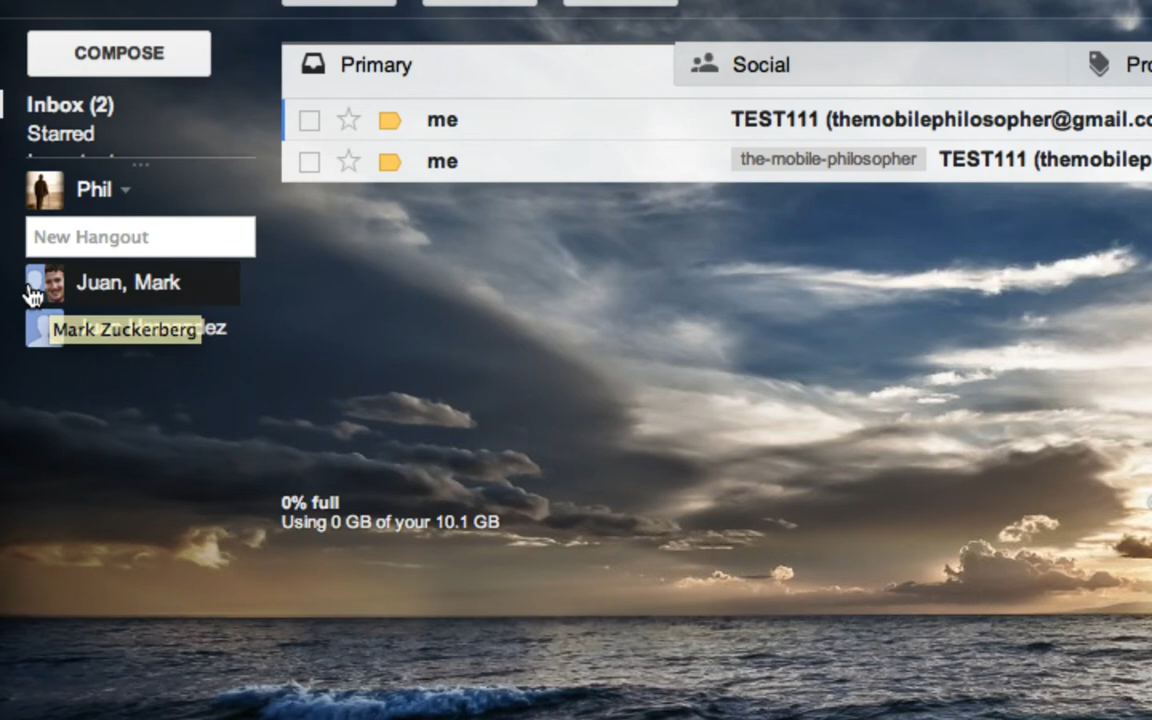 COMPOSE
Primary
Social
Pro
Inbox (2)
Starred
me
TEST111 (themobilephilosopher@gmail.co
me
the-mobile-philosopher
TEST111 (themobilep
Phil
New Hangout
Juan, Mark
Mark Zuckerberg
ez
0% full
Using 0 GB of your 10.1 GB